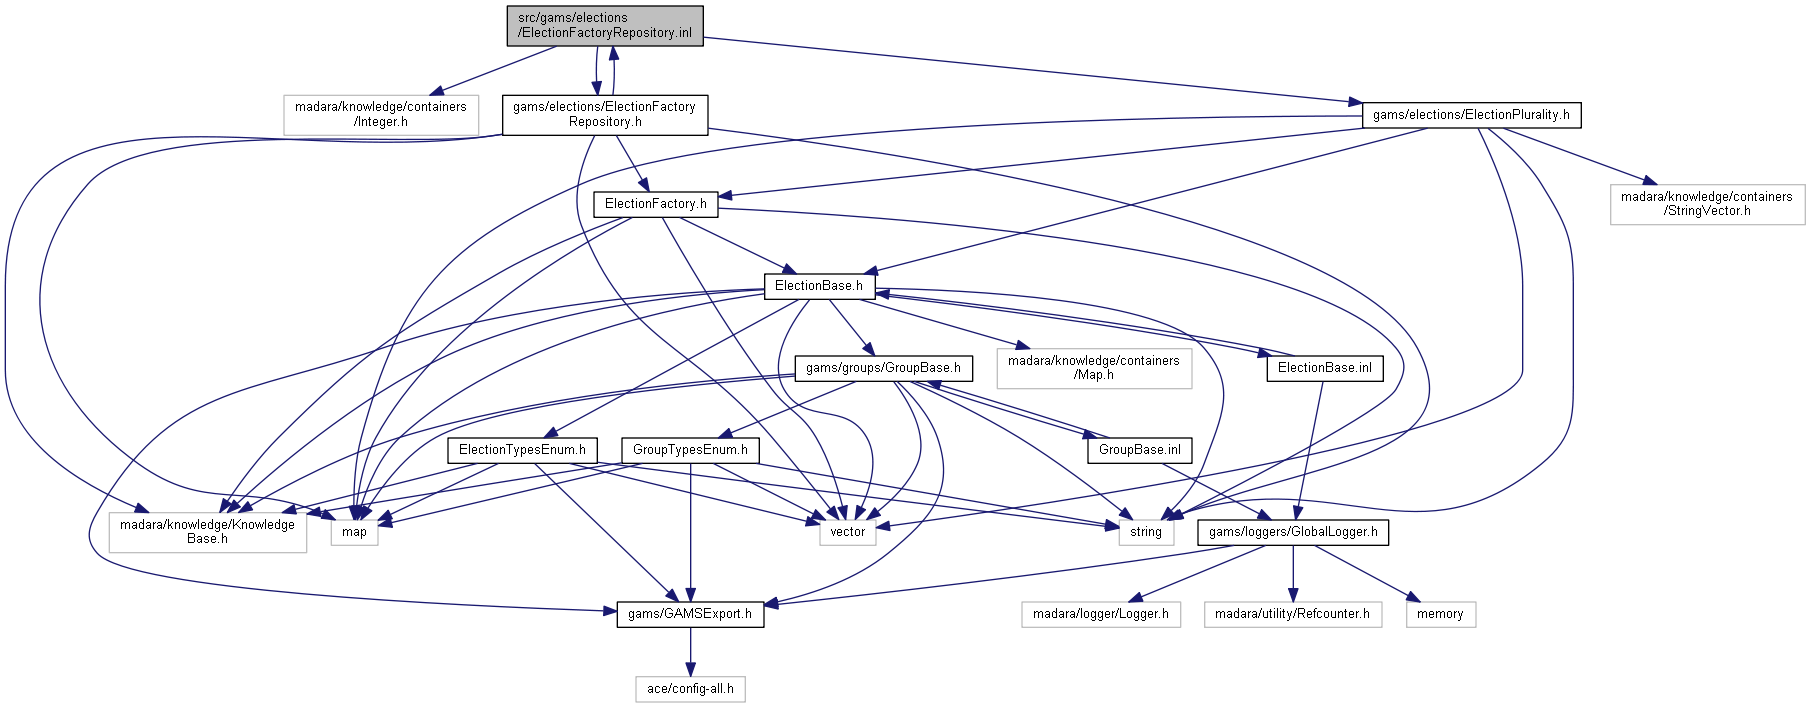 src/gams/elections
/ElectionFactoryRepository.inl
madara/knowledge/containers
/Integer.h
gams/elections/ElectionFactory
Repository.h
gams/elections/ElectionPlurality.h
ElectionFactory.h
madara/knowledge/containers
/StringVector.h
ElectionBase.h
gams/groups/GroupBase.h
madara/knowledge/containers
/Map.h
ElectionBase.inl
ElectionTypesEnum.h
GroupTypesEnum.h
GroupBase.inl
madara/knowledge/Knowledge
Base.h
map
vector
string
gams/loggers/GlobalLogger.h
gams/GAMSExport.h
madara/logger/Logger.h
madara/utility/Refcounter.h
memory
ace/config-all.h